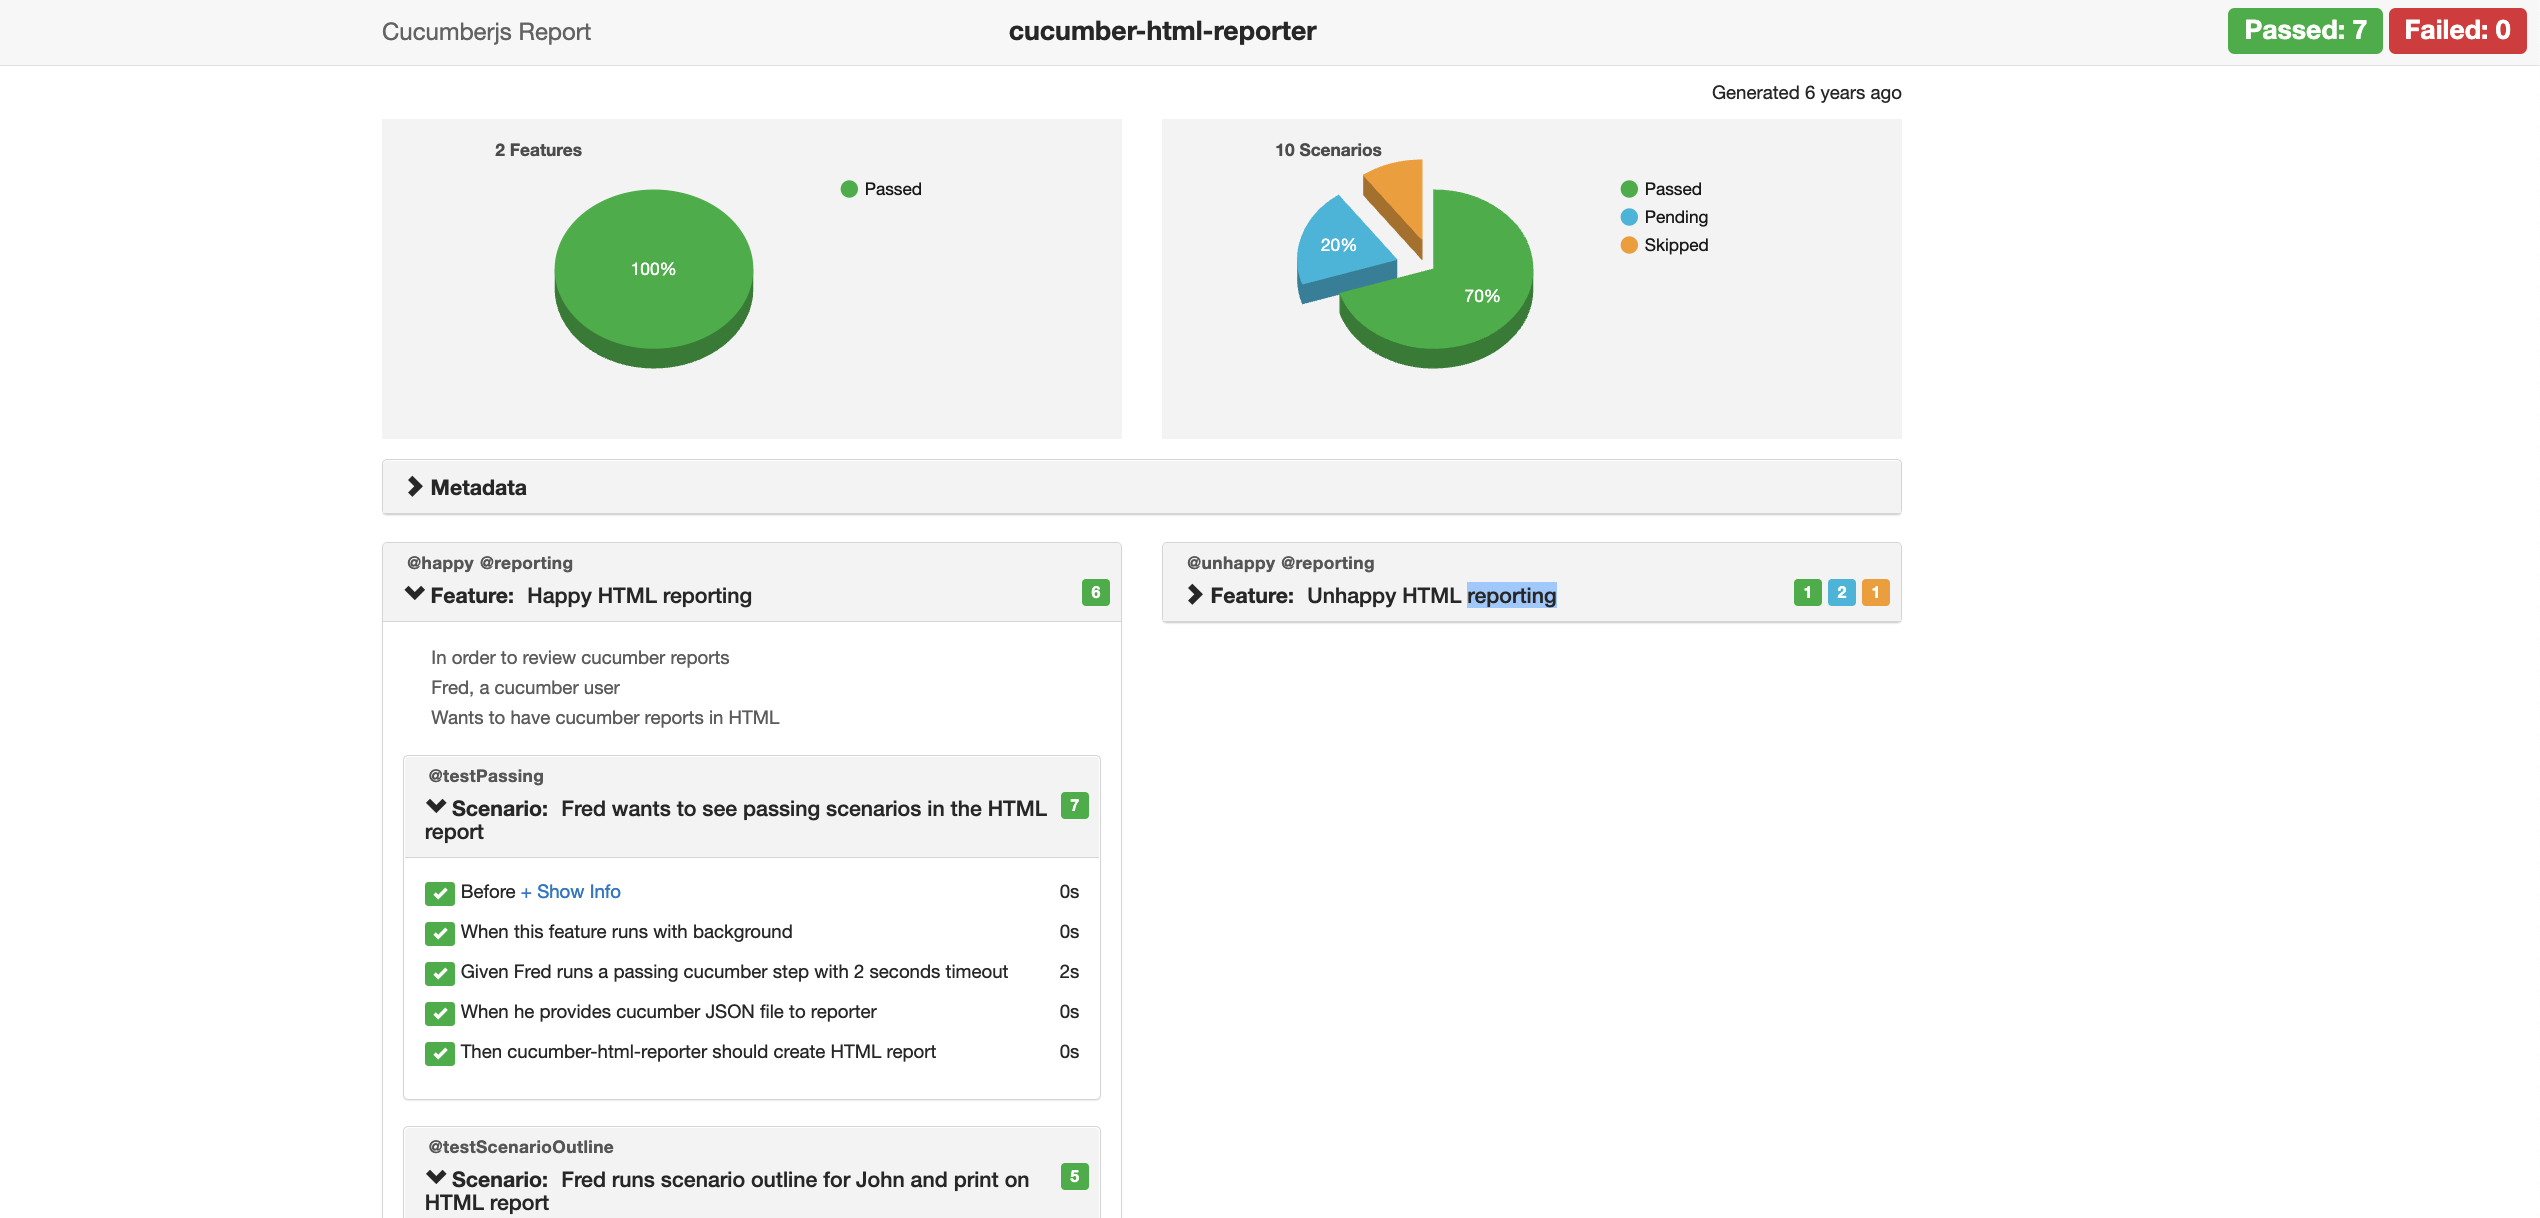 Cucumberjs Report
cucumber-html-reporter
Passed: 7
Failed: 0
Generated 6 years ago
2 Features
Passed
100%
10 Scenarios
Passed
Pending
Skipped
20%
70%
Metadata
@happy @reporting
Feature: Happy HTML reporting
6
@unhappy @reporting
Feature: Unhappy HTML reporting
1 2 1
In order to review cucumber reports
Fred, a cucumber user
Wants to have cucumber reports in HTML
@testPassing
Scenario: Fred wants to see passing scenarios in the HTML
report
7
Before + Show Info 0s
When this feature runs with background 0s
Given Fred runs a passing cucumber step with 2 seconds timeout 2s
When he provides cucumber JSON file to reporter 0s
Then cucumber-html-reporter should create HTML report 0s
@testScenarioOutline
Scenario: Fred runs scenario outline for John and print on
HTML report
5